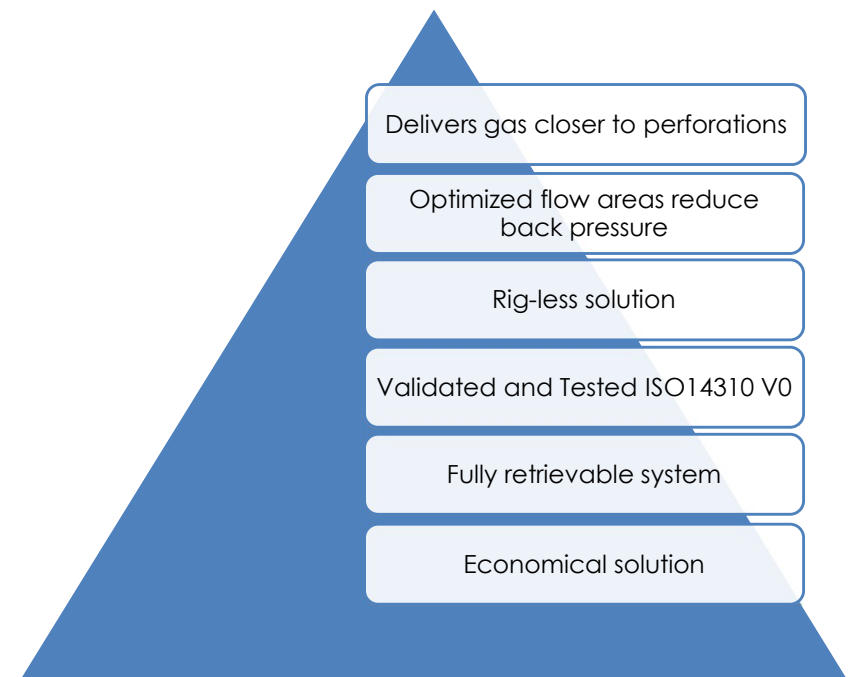 Delivers gas closer to perforations
Optimized flow areas reduce
back pressure
Rig-less solution
Validated and Tested ISO14310 V0
Fully retrievable system
Economical solution